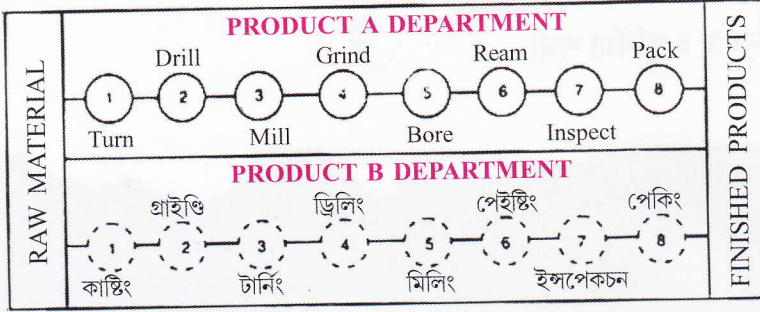 PRODUCT A DEPARTMENT
Drill Grind Ream Pack
1 2 3 4 5 6 7 8
Turn Mill Bore Inspect
PRODUCT B DEPARTMENT
গ্রাইণ্ডি ড্রিলিং পেইন্টিং পেকিং
1 2 3 4 5 6 7 8
কাষ্টিং টার্নিং মিলিং ইন্সপেকচন
RAW MATERIAL
FINISHED PRODUCTS